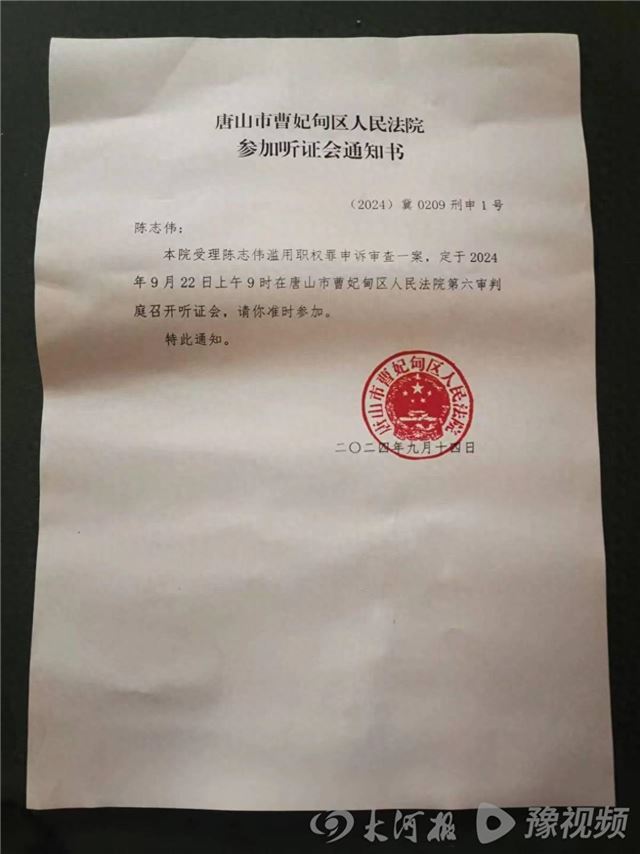 唐山市曹妃甸区人民法院
参加听证会通知书
（2024）冀 0209 刑申 1 号
陈志伟：
本院受理陈志伟滥用职权罪申诉审查一案，定于 2024
年 9 月 22 日上午 9 时在唐山市曹妃甸区人民法院第六审判
庭召开听证会，请你准时参加。
特此通知。
唐山市曹妃甸区人民法院
二〇二四年九月十四日
大河报 豫视频